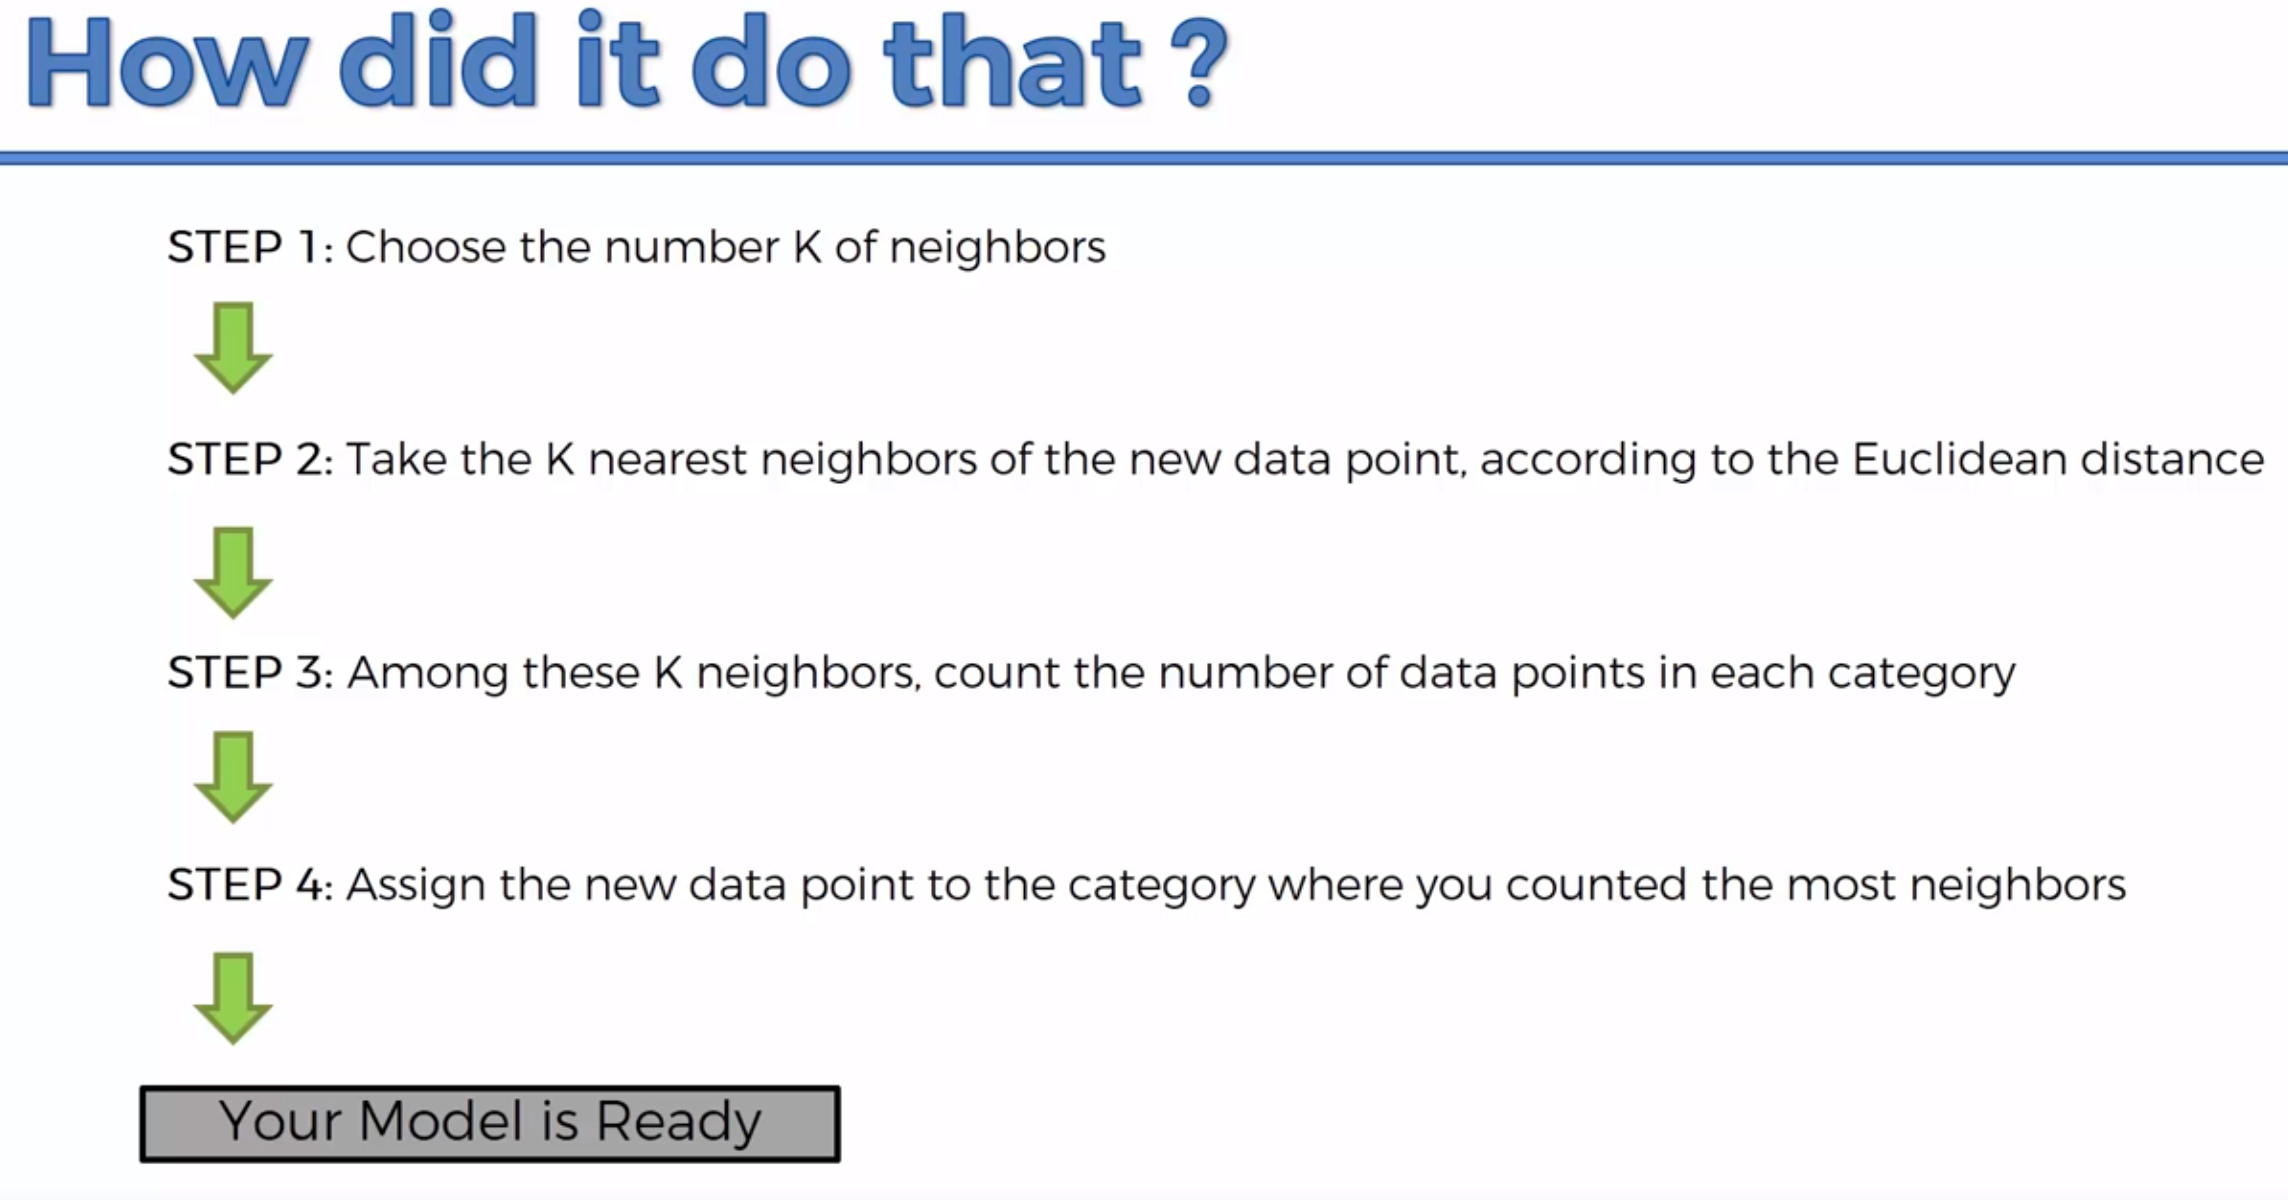 How did it do that ?
STEP 1: Choose the number K of neighbors
STEP 2: Take the K nearest neighbors of the new data point, according to the Euclidean distance
STEP 3: Among these K neighbors, count the number of data points in each category
STEP 4: Assign the new data point to the category where you counted the most neighbors
Your Model is Ready